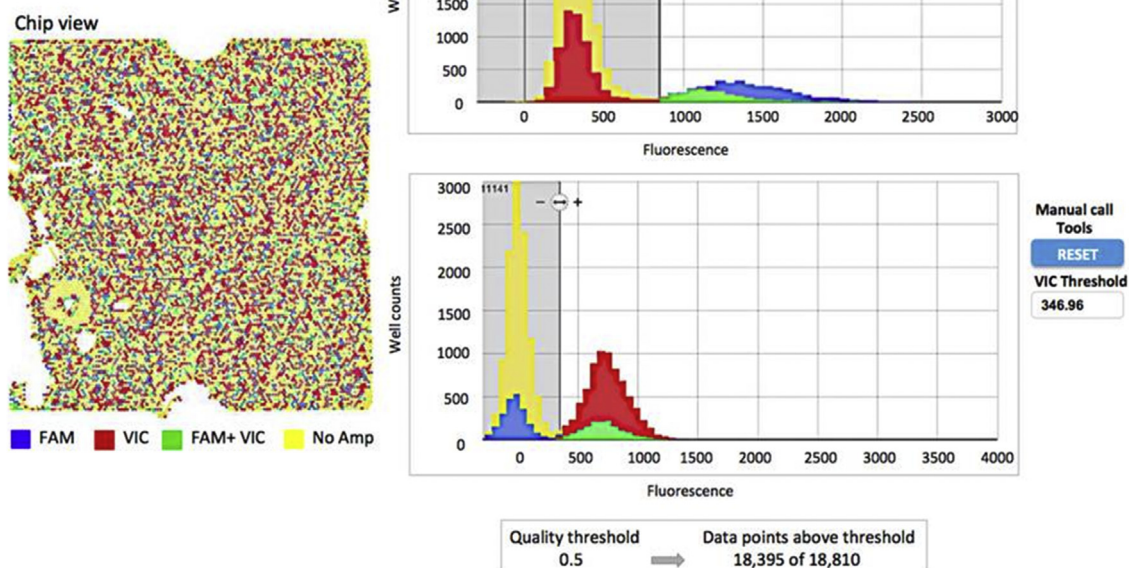 Chip view
1500
1000
500
0
0 500 1000 1500 2000 2500 3000
Fluorescence
11141
3000
2500
2000
1500
1000
500
0
Well counts
0 500 1000 1500 2000 2500 3000 3500 4000
Fluorescence
Manual call
Tools
RESET
VIC Threshold
346.96
FAM VIC FAM+ VIC No Amp
Quality threshold
0.5
Data points above threshold
18,395 of 18,810